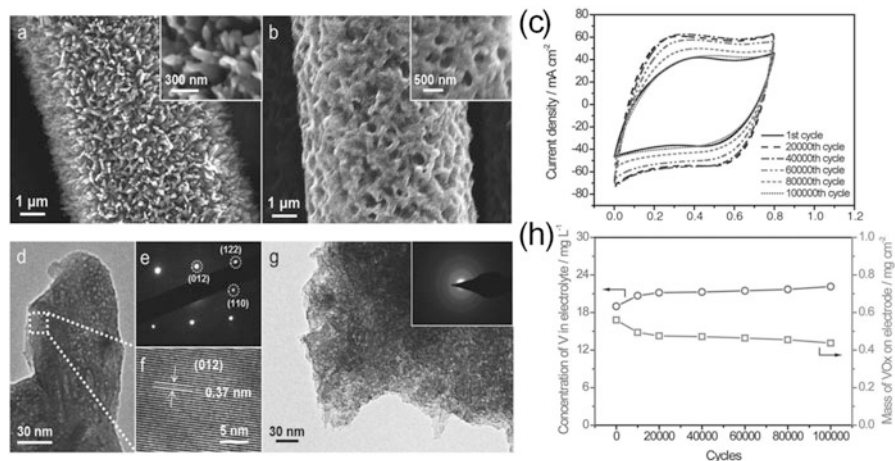 a
300 nm
1 μm
b
500 nm
1 μm
(c)
Current density / mA cm-2
80
60
40
20
0
-20
-40
-60
-80
0.0 0.2 0.4 0.6 0.8 1.0 1.2
1st cycle
20000th cycle
40000th cycle
60000th cycle
80000th cycle
100000th cycle
d
30 nm
e
(122)
(012)
(110)
f
(012)
0.37 nm
5 nm
g
30 nm
(h)
Concentration of V in electrolyte / mg L-1
30
24
18
12
6
0
1.0
0.8
0.6
0.4
0.2
0.0
Mass of VOx on electrode / mg cm-2
0 20000 40000 60000 80000 100000
Cycles